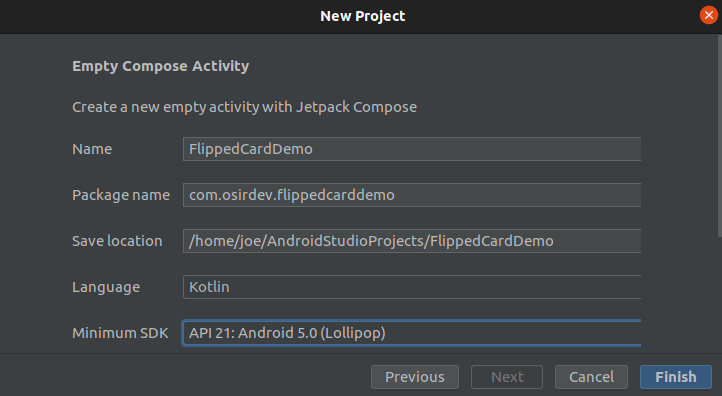 New Project
Empty Compose Activity
Create a new empty activity with Jetpack Compose
Name FlippedCardDemo
Package name com.osirdev.flippedcarddemo
Save location /home/joe/AndroidStudioProjects/FlippedCardDemo
Language Kotlin
Minimum SDK API 21: Android 5.0 (Lollipop)
Previous Next Cancel Finish